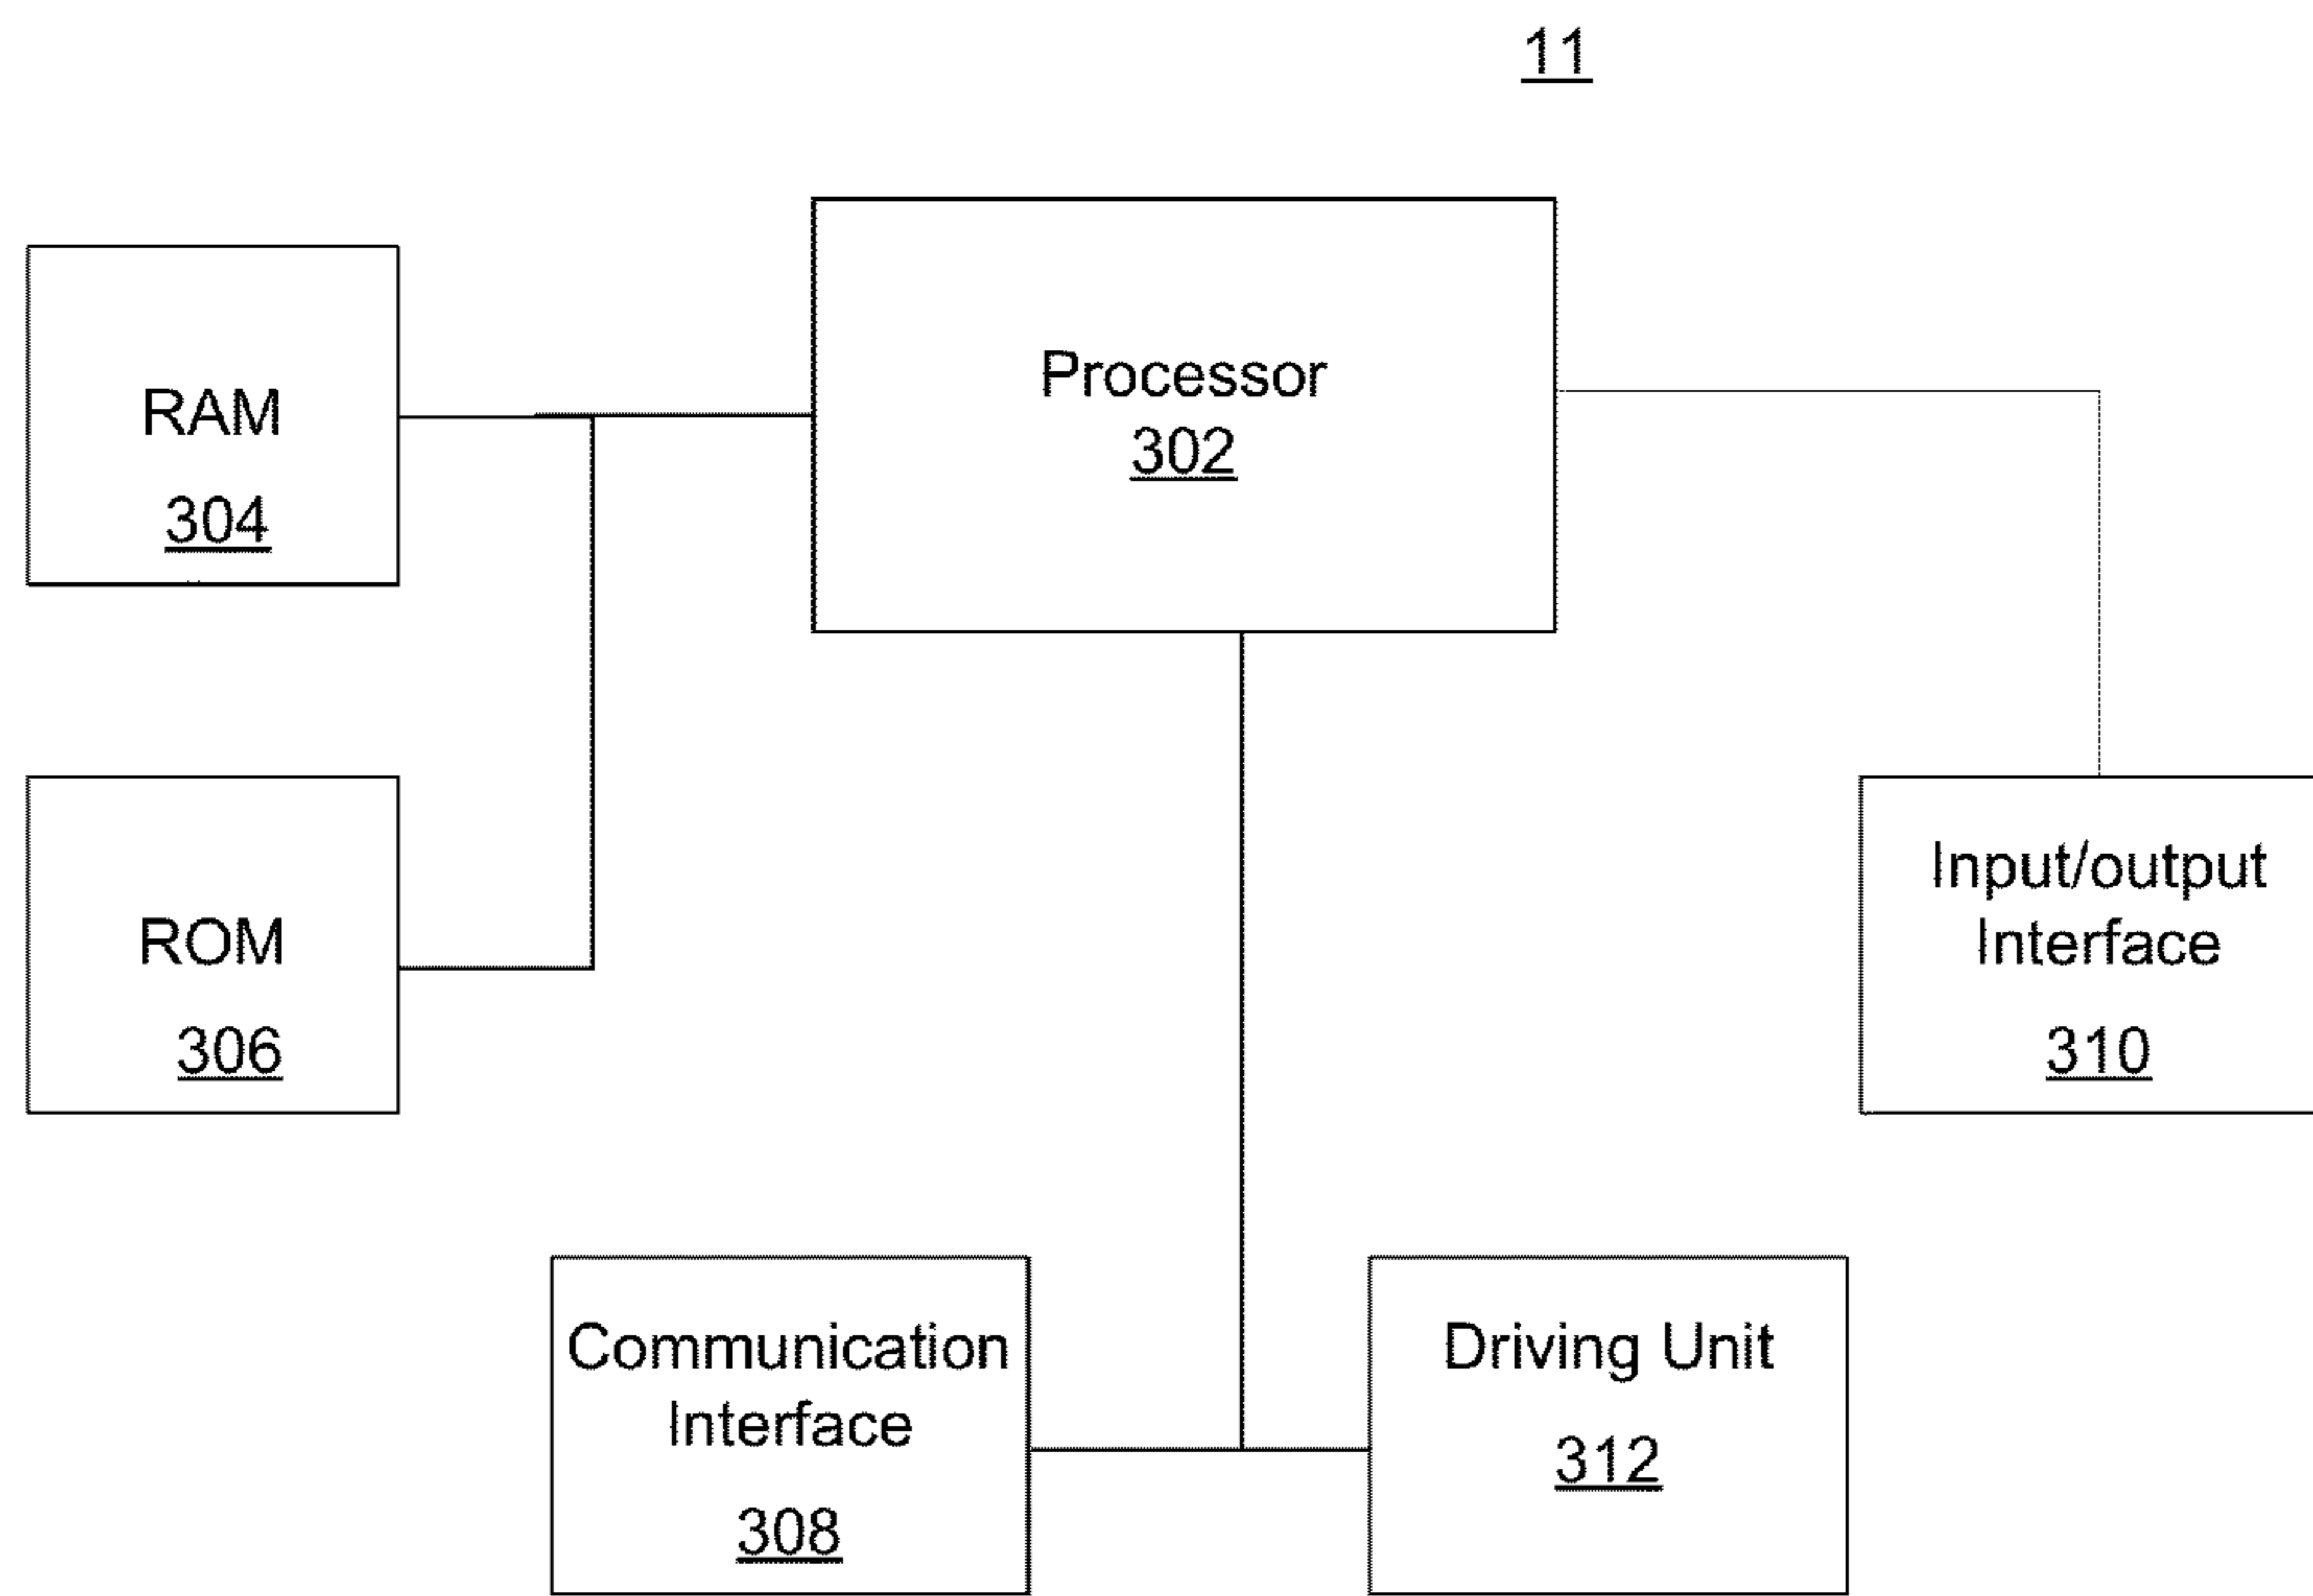 11
Processor
302
RAM
304
ROM
306
Input/output
Interface
310
Communication
Interface
308
Driving Unit
312